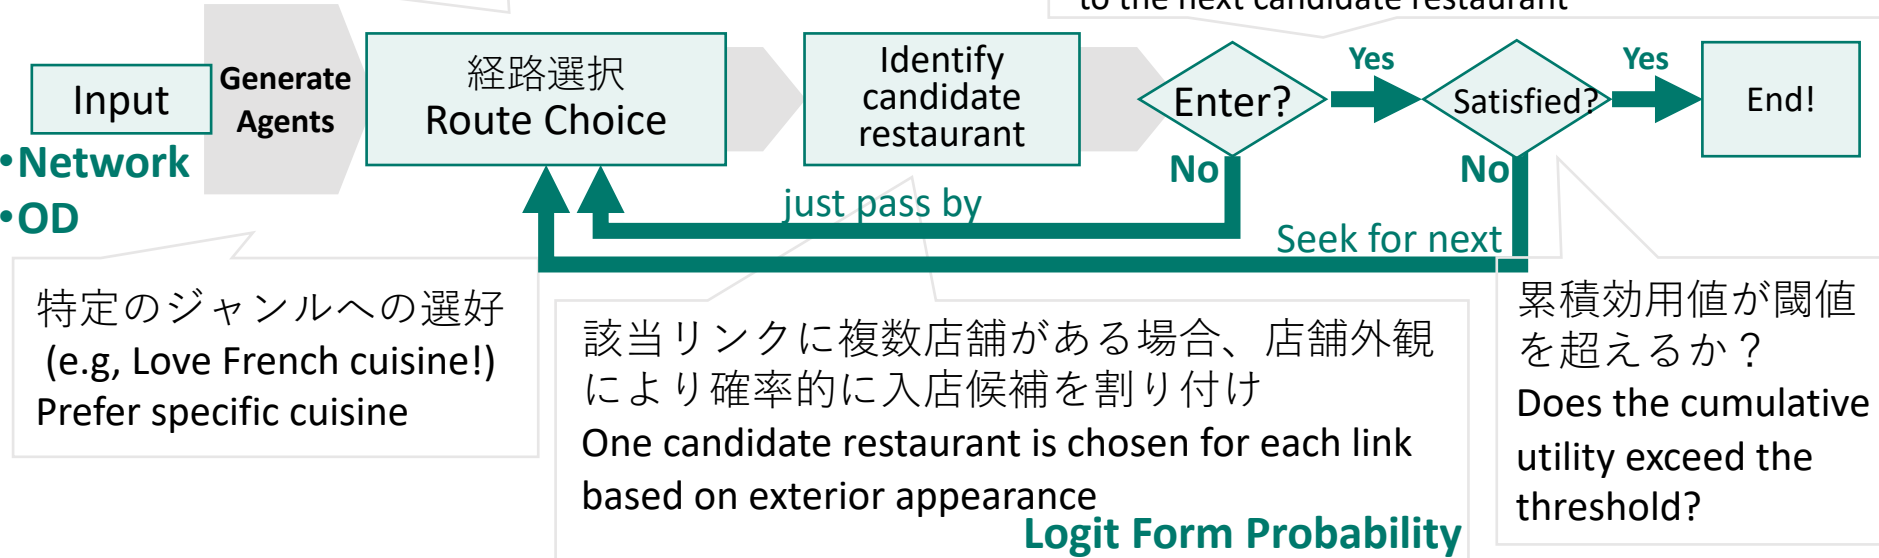 to the next candidate restaurant
Input
•Network
•OD
Generate
Agents
経路選択
Route Choice
Identify
candidate
restaurant
Enter?
Yes
No
just pass by
Satisfied?
Yes
No
Seek for next
End!
特定のジャンルへの選好
(e.g, Love French cuisine!)
Prefer specific cuisine
該当リンクに複数店舗がある場合、店舗外観
により確率的に入店候補を割り付け
One candidate restaurant is chosen for each link
based on exterior appearance
Logit Form Probability
累積効用値が閾値
を超えるか？
Does the cumulative
utility exceed the
threshold?